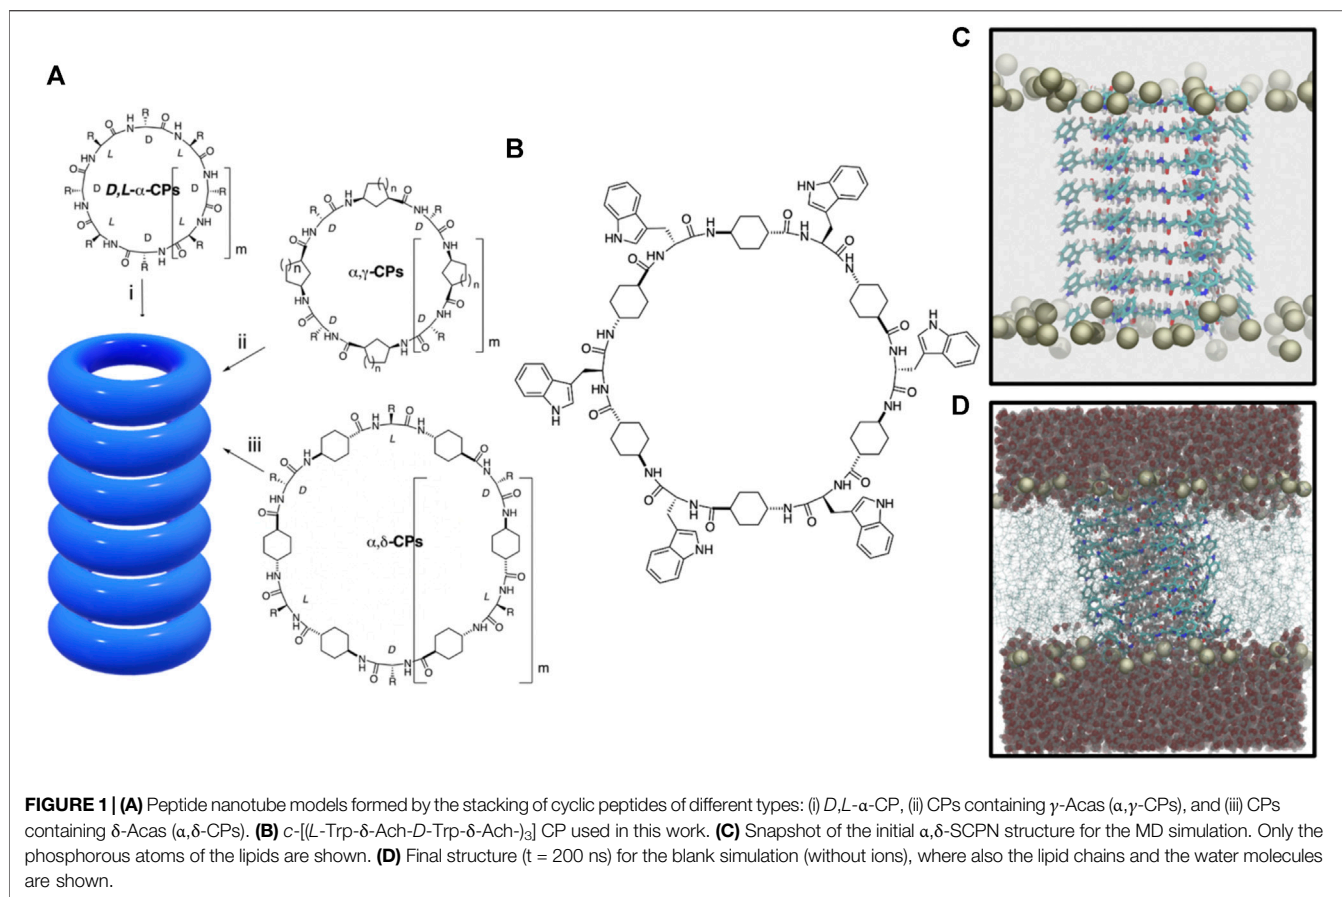 A
B
C
D
D,L-α-CPs
m
i
α,γ-CPs
m
ii
α,δ-CPs
m
iii
FIGURE 1 | (A) Peptide nanotube models formed by the stacking of cyclic peptides of different types: (i) D,L-α-CP, (ii) CPs containing γ-Acas (α,γ-CPs), and (iii) CPs
containing δ-Acas (α,δ-CPs). (B) c-[(L-Trp-δ-Ach-D-Trp-δ-Ach-)₃] CP used in this work. (C) Snapshot of the initial α,δ-SCPN structure for the MD simulation. Only the
phosphorous atoms of the lipids are shown. (D) Final structure (t = 200 ns) for the blank simulation (without ions), where also the lipid chains and the water molecules
are shown.